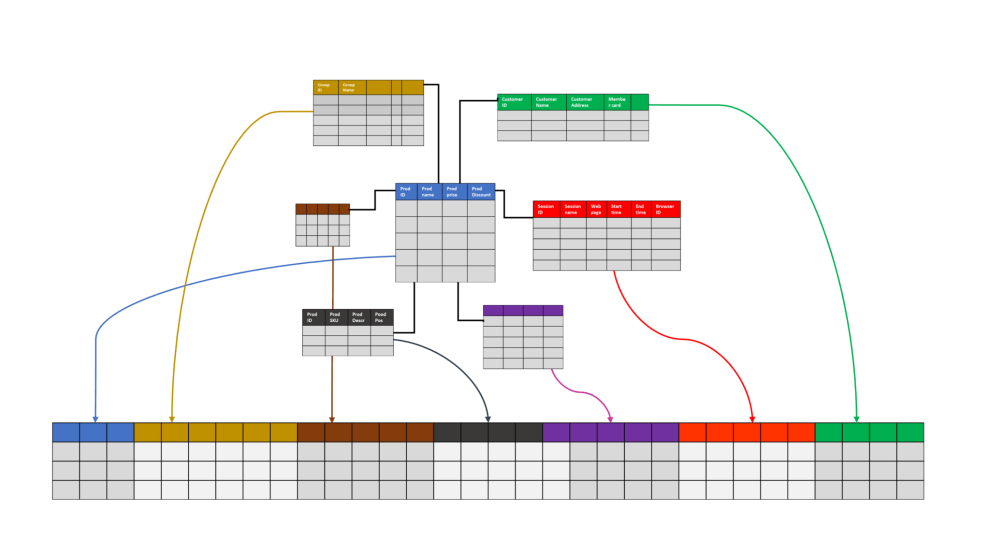 Group Group
ID Name
Customer Customer Customer Membe
ID Name Address r card
Prod Prod Prod Prod
ID name price Discount
Session Session Web Start End Browser
ID name page time time ID
Prod Prod Prod Pood
ID SKU Descr Pos